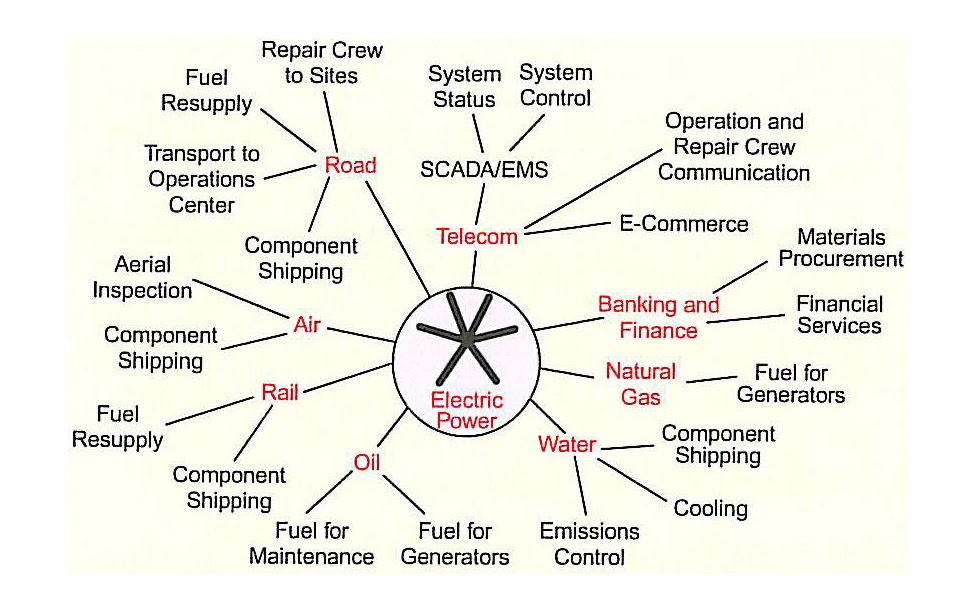 Repair Crew
to Sites
Fuel
Resupply
Transport to
Operations
Center
Road
Component
Shipping
System
Status
System
Control
SCADA/EMS
Telecom
Operation and
Repair Crew
Communication
E-Commerce
Materials
Procurement
Banking and
Finance
Financial
Services
Aerial
Inspection
Air
Component
Shipping
Natural
Gas
Fuel for
Generators
Rail
Fuel
Resupply
Component
Shipping
Electric
Power
Water
Component
Shipping
Cooling
Emissions
Control
Oil
Fuel for
Maintenance
Fuel for
Generators